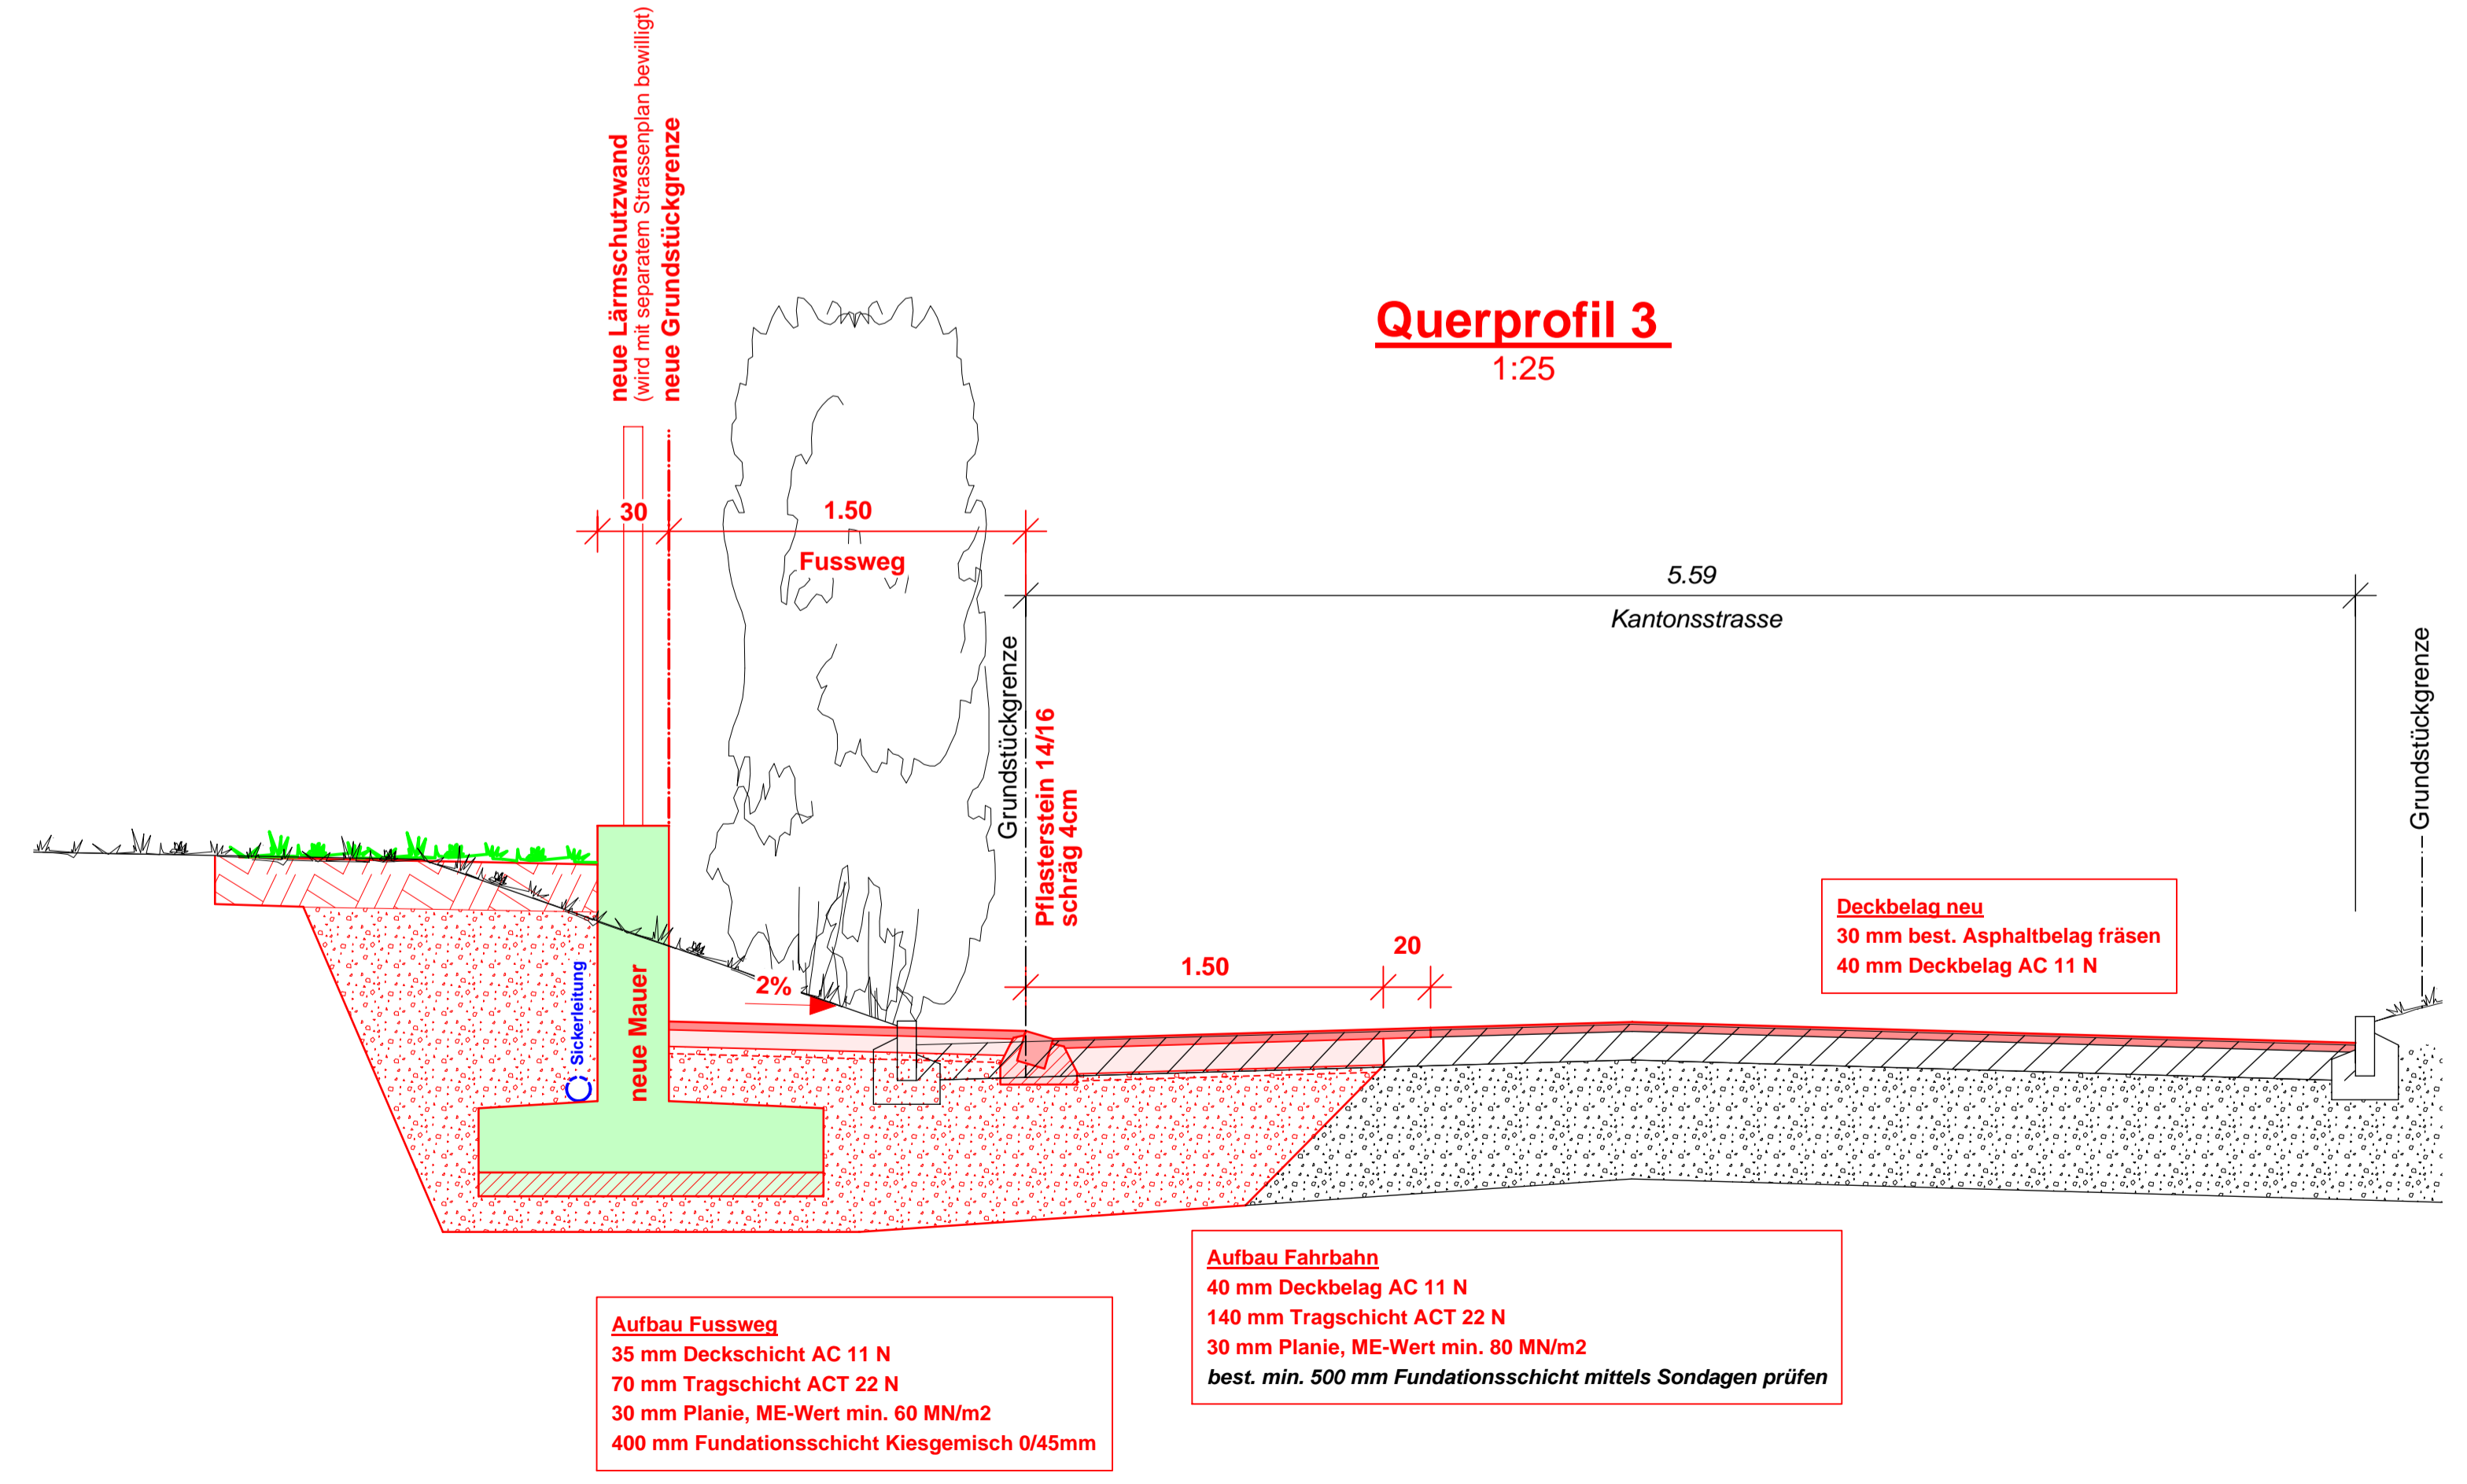 neue Lärmschutzwand
(wird mit separatem Strassenplan bewilligt)
neue Grundstückgrenze
Querprofil 3
1:25
30
1.50
Fussweg
5.59
Kantonsstrasse
Grundstückgrenze
Pflasterstein 14/16
schräg 4cm
Grundstückgrenze
Deckbelag neu
30 mm best. Asphaltbelag fräsen
40 mm Deckbelag AC 11 N
1.50
20
2%
Sickerleitung
neue Mauer
Aufbau Fahrbahn
40 mm Deckbelag AC 11 N
140 mm Tragschicht ACT 22 N
30 mm Planie, ME-Wert min. 80 MN/m2
best. min. 500 mm Fundationsschicht mittels Sondagen prüfen
Aufbau Fussweg
35 mm Deckschicht AC 11 N
70 mm Tragschicht ACT 22 N
30 mm Planie, ME-Wert min. 60 MN/m2
400 mm Fundationsschicht Kiesgemisch 0/45mm